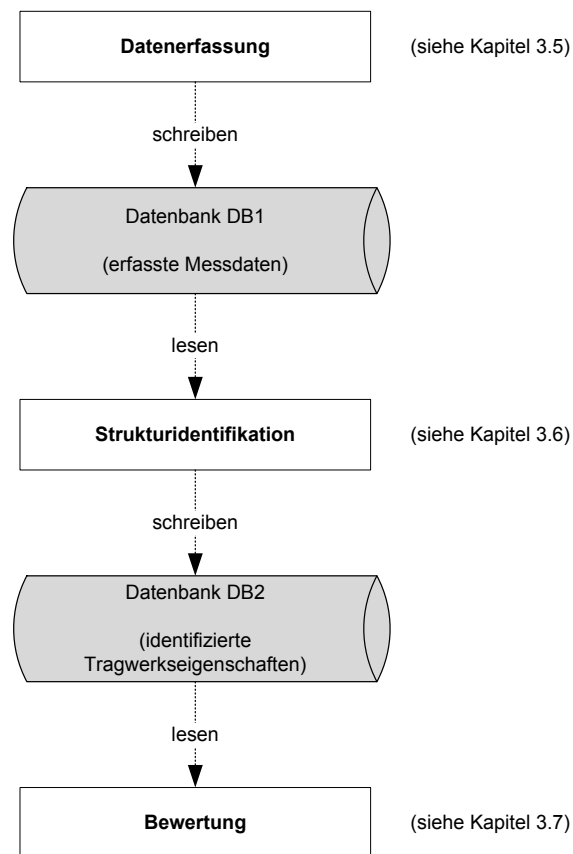 Datenerfassung (siehe Kapitel 3.5)
schreiben
Datenbank DB1
(erfasste Messdaten)
lesen
Strukturidentifikation (siehe Kapitel 3.6)
schreiben
Datenbank DB2
(identifizierte
Tragwerkseigenschaften)
lesen
Bewertung (siehe Kapitel 3.7)